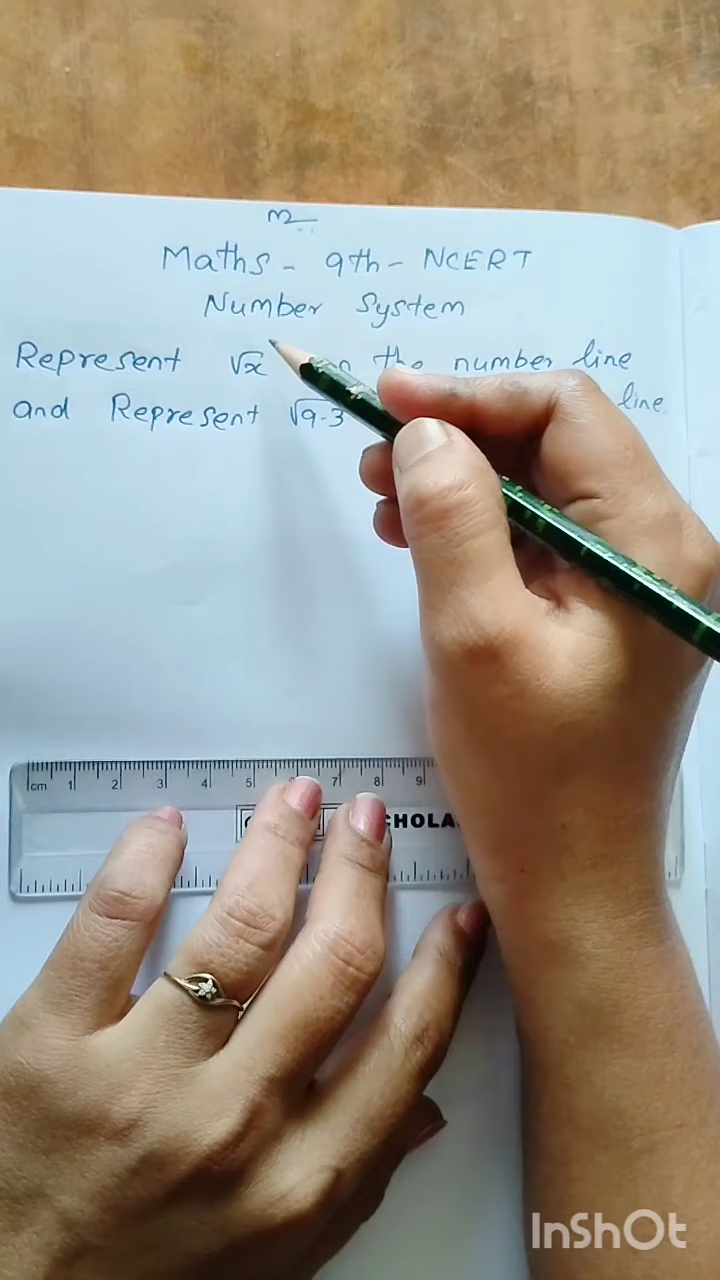 Maths - 9th - NCERT
Number System
Represent √x the number line
and Represent √9.3 line.
cm 1 2 3 4 5 6 7 8 9
InShOt